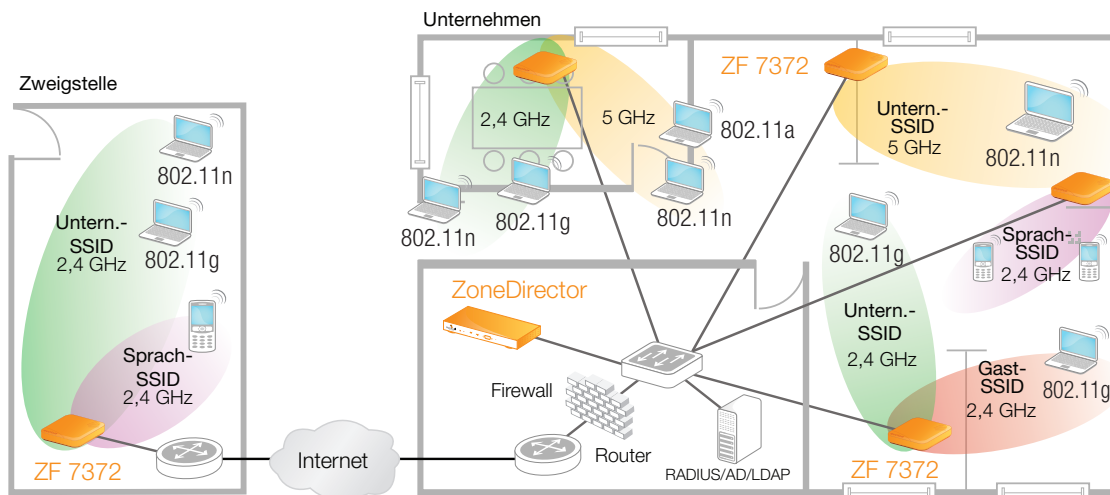 Zweigstelle
802.11n
Untern.-
SSID
2,4 GHz
802.11g
Sprach-
SSID
2,4 GHz
ZF 7372
Internet
Unternehmen
2,4 GHz
5 GHz
802.11a
802.11n
802.11g
802.11n
ZF 7372
Untern.-
SSID
5 GHz
802.11n
Sprach-
SSID
2,4 GHz
802.11g
Untern.-
SSID
2,4 GHz
Gast-
SSID
2,4 GHz
802.11g
ZF 7372
ZoneDirector
Firewall
Router
RADIUS/AD/LDAP